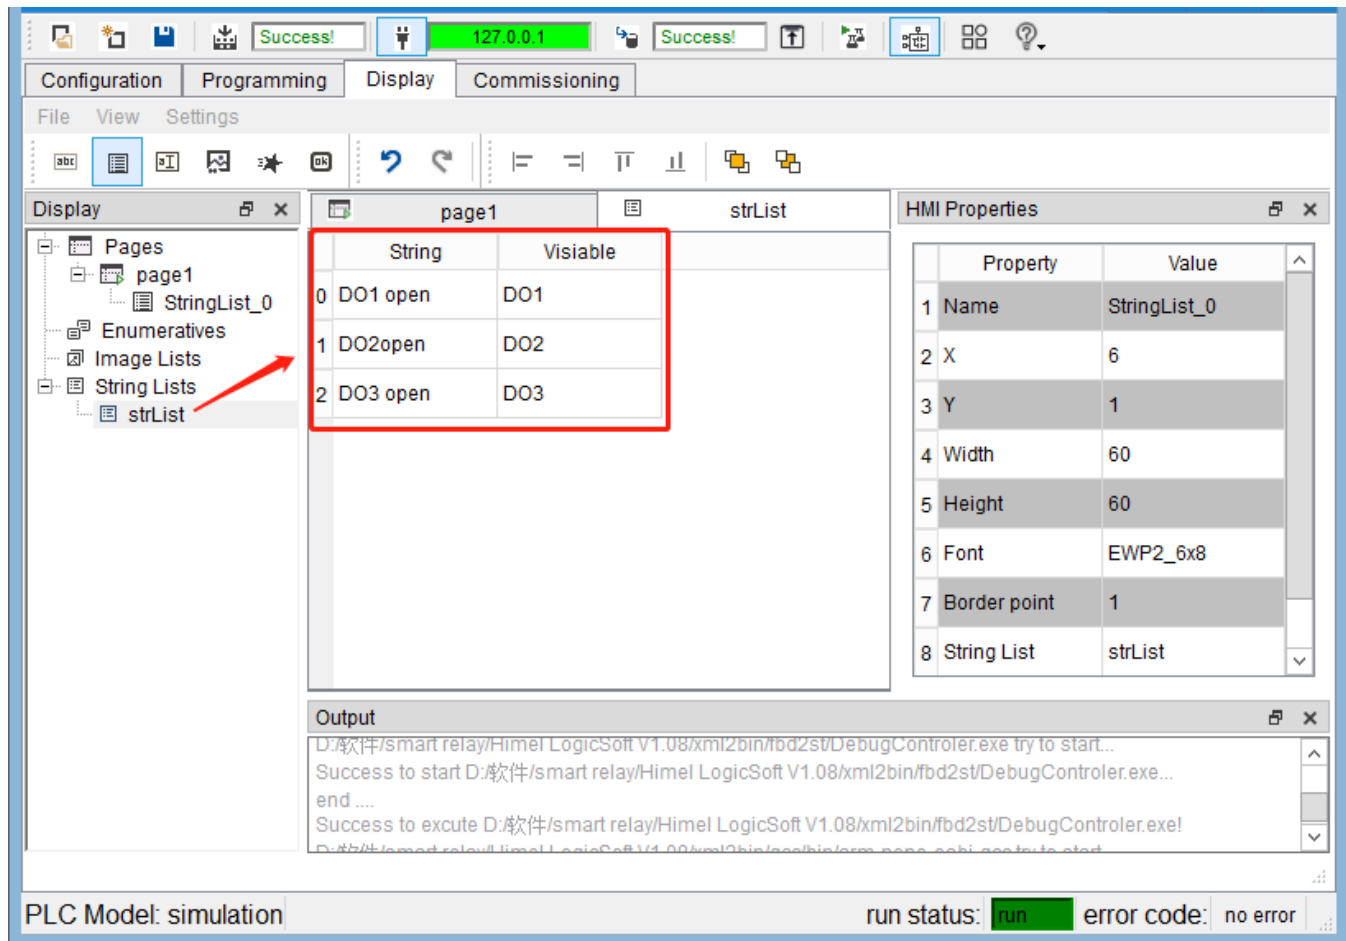 Success! 127.0.0.1 Success!
Configuration Programming Display Commissioning
File View Settings
abc aI ok
Display page1 strList HMI Properties
Pages
page1
StringList_0
Enumeratives
Image Lists
String Lists
strList
String Visiable
0 DO1 open DO1
1 DO2open DO2
2 DO3 open DO3
Property Value
1 Name StringList_0
2 X 6
3 Y 1
4 Width 60
5 Height 60
6 Font EWP2_6x8
7 Border point 1
8 String List strList
Output
D:/软件/smart relay/Himel LogicSoft V1.08/xml2bin/fbd2st/DebugControler.exe try to start...
Success to start D:/软件/smart relay/Himel LogicSoft V1.08/xml2bin/fbd2st/DebugControler.exe...
end ....
Success to excute D:/软件/smart relay/Himel LogicSoft V1.08/xml2bin/fbd2st/DebugControler.exe!
PLC Model: simulation run status: run error code: no error